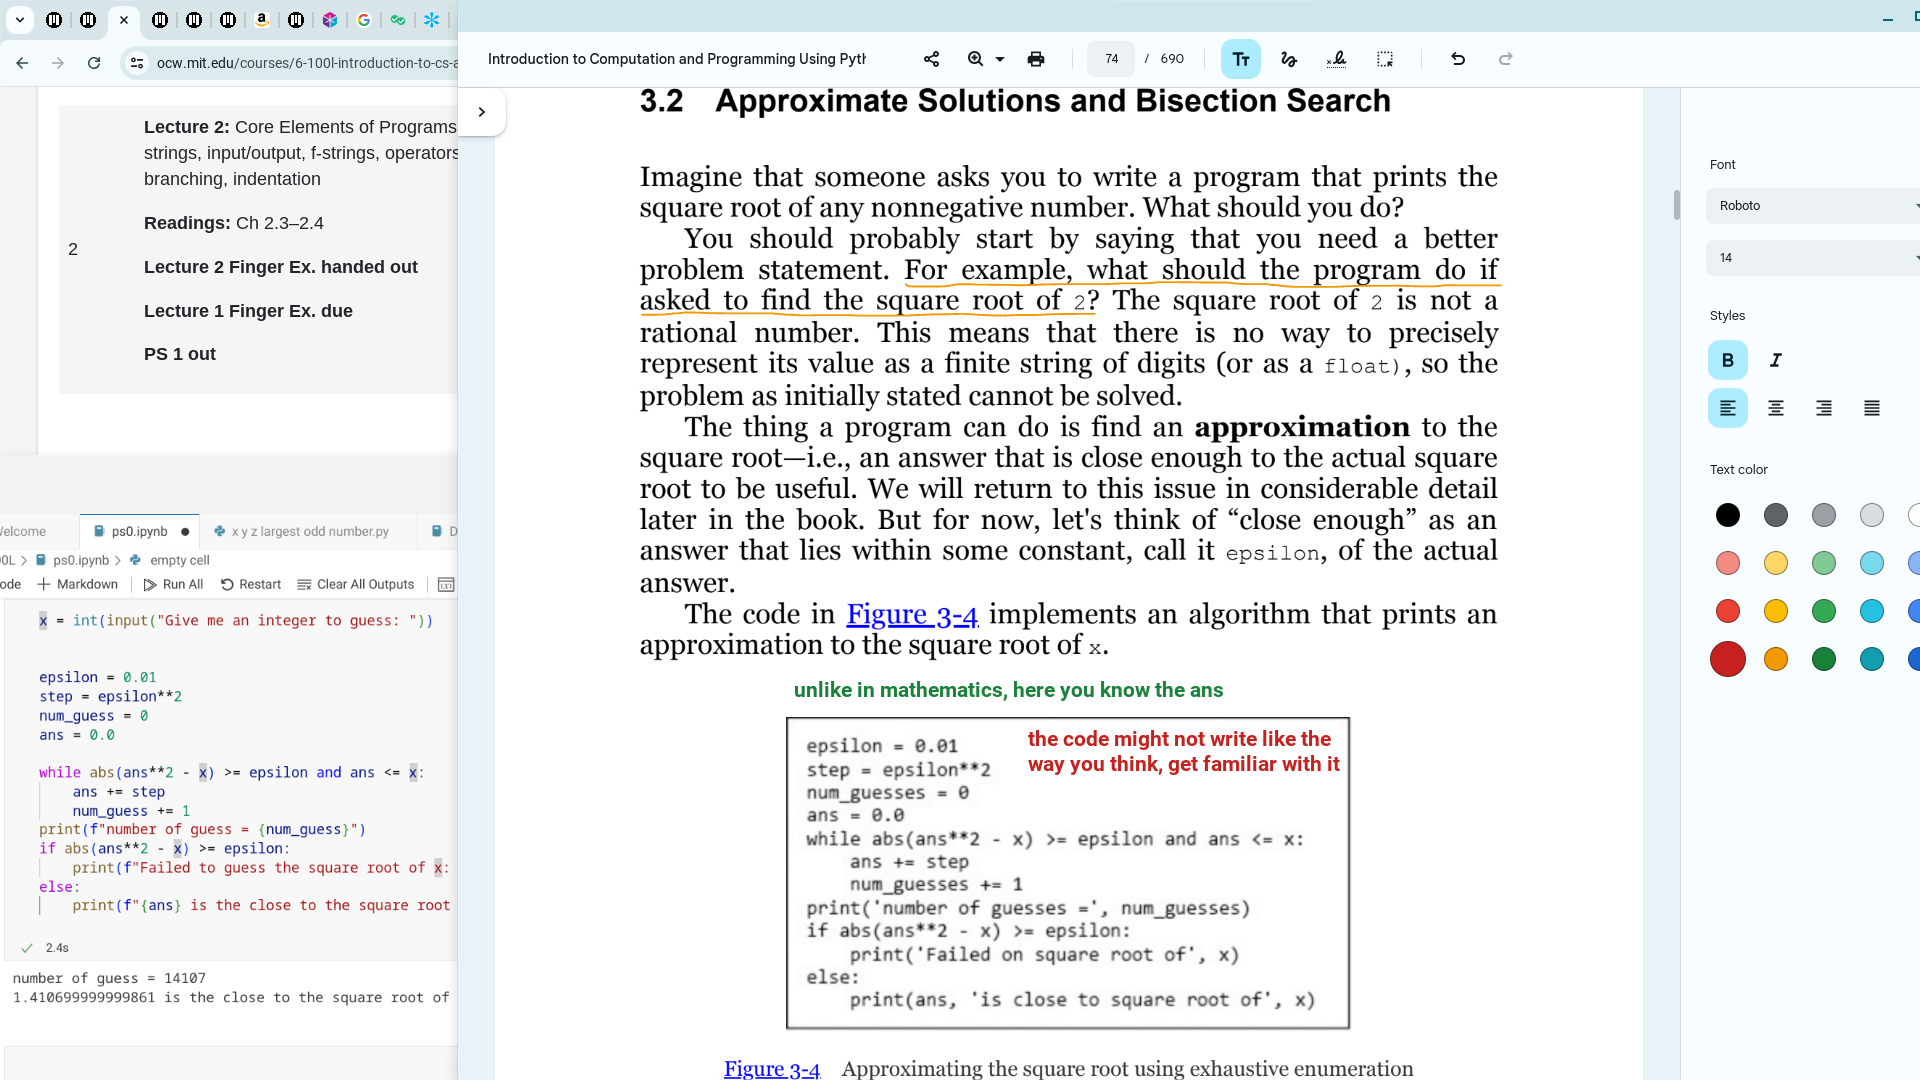 ocw.mit.edu/courses/6-100l-introduction-to-cs-a
Lecture 2: Core Elements of Programs
strings, input/output, f-strings, operators
branching, indentation
Readings: Ch 2.3–2.4
2
Lecture 2 Finger Ex. handed out
Lecture 1 Finger Ex. due
PS 1 out
elcome
ps0.ipynb
x y z largest odd number.py
D
00L > ps0.ipynb > empty cell
ode
Markdown
Run All
Restart
Clear All Outputs
x = int(input("Give me an integer to guess: "))
epsilon = 0.01
step = epsilon**2
num_guess = 0
ans = 0.0
while abs(ans**2 - x) >= epsilon and ans <= x:
ans += step
num_guess += 1
print(f"number of guess = {num_guess}")
if abs(ans**2 - x) >= epsilon:
print(f"Failed to guess the square root of x:
else:
print(f"{ans} is the close to the square root
2.4s
number of guess = 14107
1.410699999999861 is the close to the square root of
Introduction to Computation and Programming Using Pyth
74 / 690
3.2 Approximate Solutions and Bisection Search
Imagine that someone asks you to write a program that prints the
square root of any nonnegative number. What should you do?
You should probably start by saying that you need a better
problem statement. For example, what should the program do if
asked to find the square root of 2? The square root of 2 is not a
rational number. This means that there is no way to precisely
represent its value as a finite string of digits (or as a float), so the
problem as initially stated cannot be solved.
The thing a program can do is find an approximation to the
square root—i.e., an answer that is close enough to the actual square
root to be useful. We will return to this issue in considerable detail
later in the book. But for now, let's think of “close enough” as an
answer that lies within some constant, call it epsilon, of the actual
answer.
The code in Figure 3-4 implements an algorithm that prints an
approximation to the square root of x.
unlike in mathematics, here you know the ans
the code might not write like the
way you think, get familiar with it
epsilon = 0.01
step = epsilon**2
num_guesses = 0
ans = 0.0
while abs(ans**2 - x) >= epsilon and ans <= x:
ans += step
num_guesses += 1
print('number of guesses =', num_guesses)
if abs(ans**2 - x) >= epsilon:
print('Failed on square root of', x)
else:
print(ans, 'is close to square root of', x)
Figure 3-4 Approximating the square root using exhaustive enumeration
Font
Roboto
14
Styles
B I
Text color